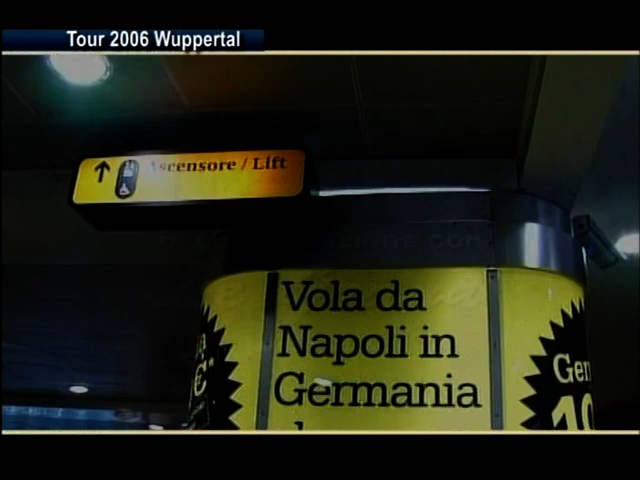 Tour 2006 Wuppertal
Ascensore / Lift
Vola da
Napoli in
Germania